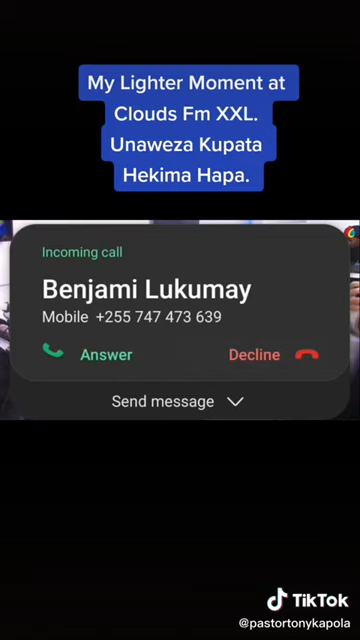 My Lighter Moment at
Clouds Fm XXL.
Unaweza Kupata
Hekima Hapa.
Incoming call
Benjami Lukumay
Mobile +255 747 473 639
Answer
Decline
Send message
TikTok
@pastortonykapola